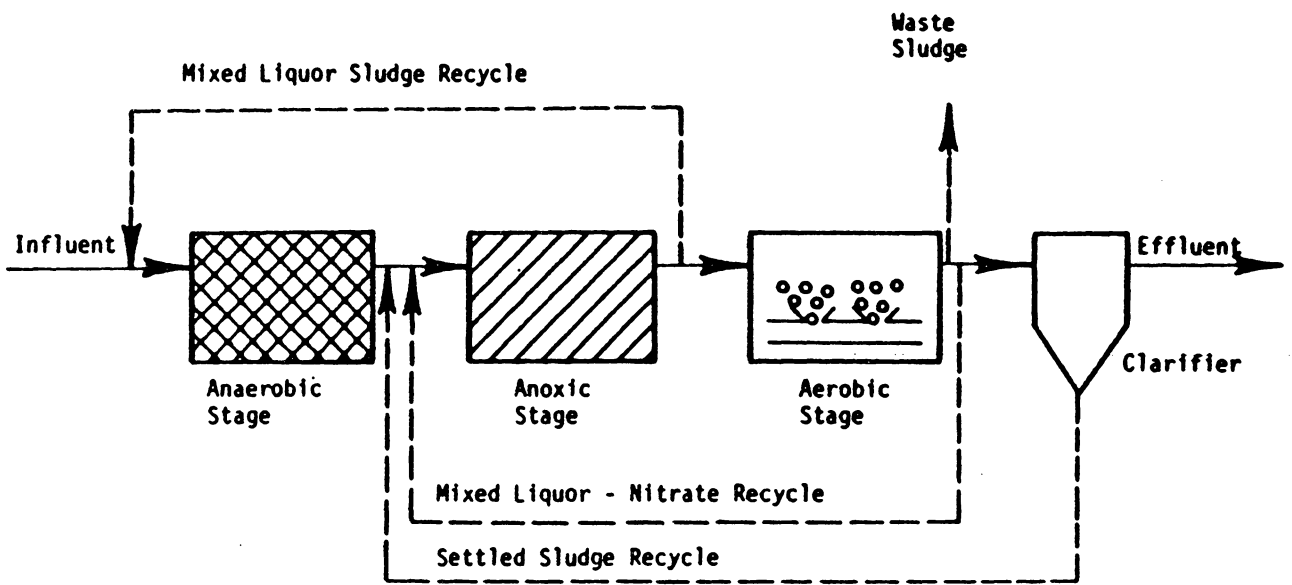 Waste
Sludge
Mixed Liquor Sludge Recycle
Influent
Effluent
Anaerobic
Stage
Anoxic
Stage
Aerobic
Stage
Clarifier
Mixed Liquor - Nitrate Recycle
Settled Sludge Recycle